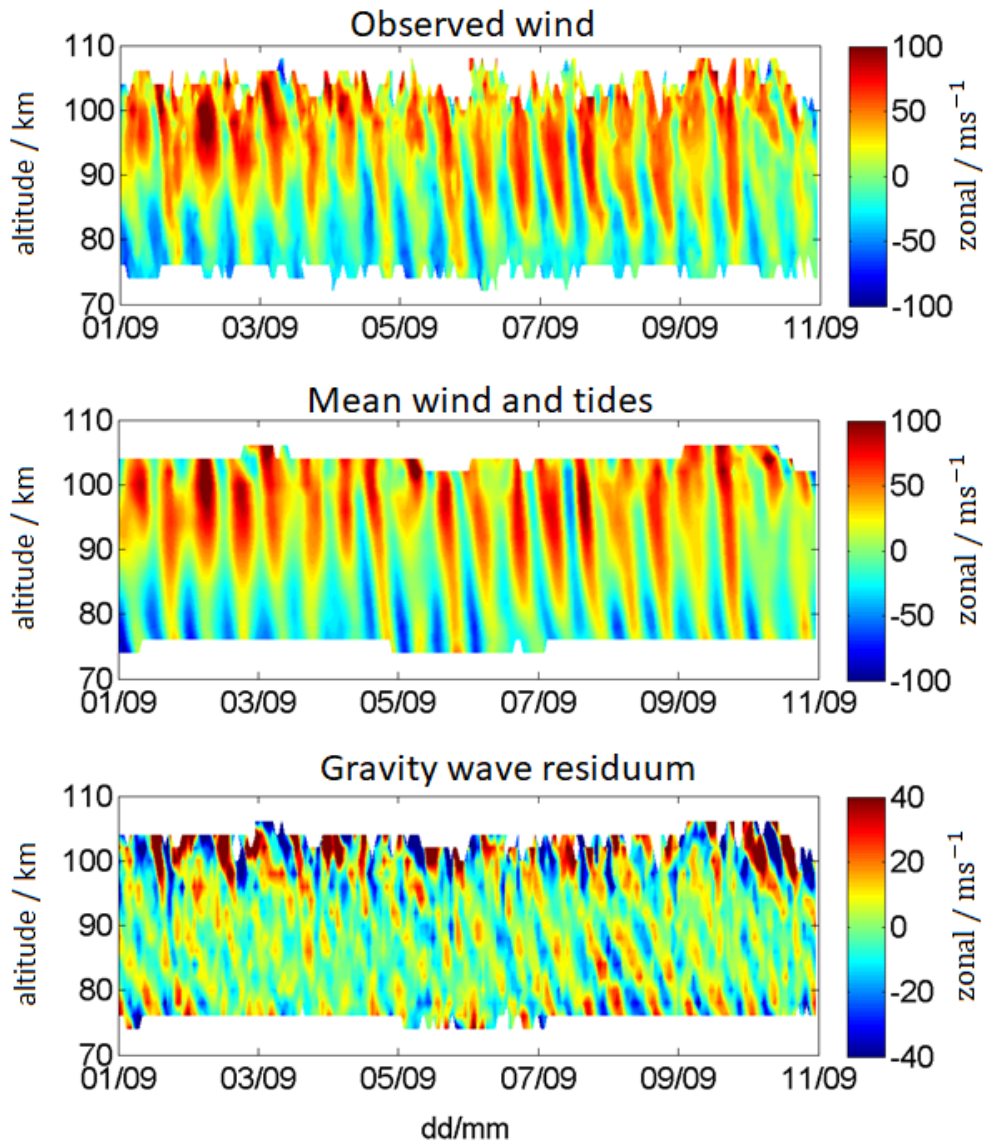 Observed wind
110
100
90
80
70
altitude / km
01/09 03/09 05/09 07/09 09/09 11/09
100
50
0
-50
-100
zonal / ms⁻¹
Mean wind and tides
110
100
90
80
70
altitude / km
01/09 03/09 05/09 07/09 09/09 11/09
100
50
0
-50
-100
zonal / ms⁻¹
Gravity wave residuum
110
100
90
80
70
altitude / km
01/09 03/09 05/09 07/09 09/09 11/09
40
20
0
-20
-40
zonal / ms⁻¹
dd/mm